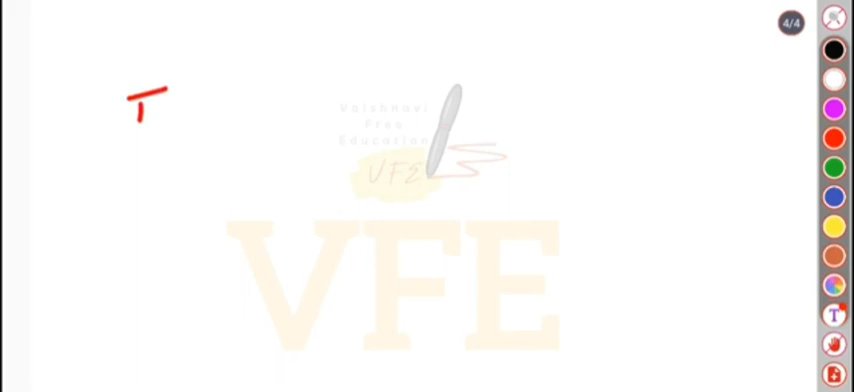 4/4
T
Vaishnavi
Free
Education
VFE
VFE
T